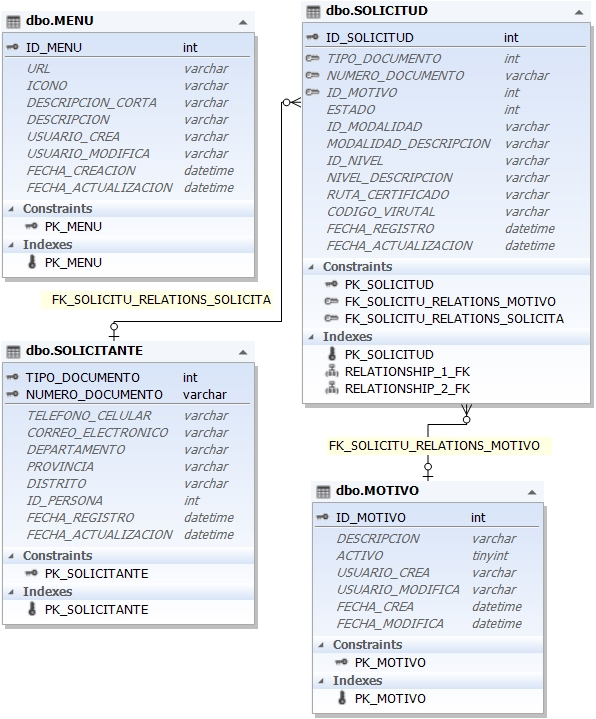 dbo.MENU
ID_MENU int
URL varchar
ICONO varchar
DESCRIPCION_CORTA varchar
DESCRIPCION varchar
USUARIO_CREA varchar
USUARIO_MODIFICA varchar
FECHA_CREACION datetime
FECHA_ACTUALIZACION datetime
Constraints
PK_MENU
Indexes
PK_MENU
dbo.SOLICITUD
ID_SOLICITUD int
TIPO_DOCUMENTO int
NUMERO_DOCUMENTO varchar
ID_MOTIVO int
ESTADO int
ID_MODALIDAD varchar
MODALIDAD_DESCRIPCION varchar
ID_NIVEL varchar
NIVEL_DESCRIPCION varchar
RUTA_CERTIFICADO varchar
CODIGO_VIRUTAL varchar
FECHA_REGISTRO datetime
FECHA_ACTUALIZACION datetime
Constraints
PK_SOLICITUD
FK_SOLICITU_RELATIONS_MOTIVO
FK_SOLICITU_RELATIONS_SOLICITA
Indexes
PK_SOLICITUD
RELATIONSHIP_1_FK
RELATIONSHIP_2_FK
FK_SOLICITU_RELATIONS_SOLICITA
dbo.SOLICITANTE
TIPO_DOCUMENTO int
NUMERO_DOCUMENTO varchar
TELEFONO_CELULAR varchar
CORREO_ELECTRONICO varchar
DEPARTAMENTO varchar
PROVINCIA varchar
DISTRITO varchar
ID_PERSONA int
FECHA_REGISTRO datetime
FECHA_ACTUALIZACION datetime
Constraints
PK_SOLICITANTE
Indexes
PK_SOLICITANTE
FK_SOLICITU_RELATIONS_MOTIVO
dbo.MOTIVO
ID_MOTIVO int
DESCRIPCION varchar
ACTIVO tinyint
USUARIO_CREA varchar
USUARIO_MODIFICA varchar
FECHA_CREA datetime
FECHA_MODIFICA datetime
Constraints
PK_MOTIVO
Indexes
PK_MOTIVO